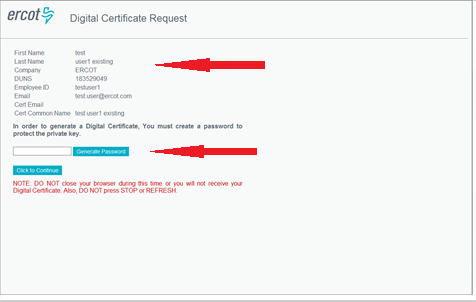 ercot Digital Certificate Request
First Name test
Last Name user1 existing
Company ERCOT
DUNS 183529049
Employee ID testuser1
Email test.user@ercot.com
Cert Email
Cert Common Name test user1 existing
In order to generate a Digital Certificate, You must create a password to
protect the private key.
Generate Password
Click to Continue
NOTE: DO NOT close your browser during this time or you will not receive your
Digital Certificate. Also, DO NOT press STOP or REFRESH.